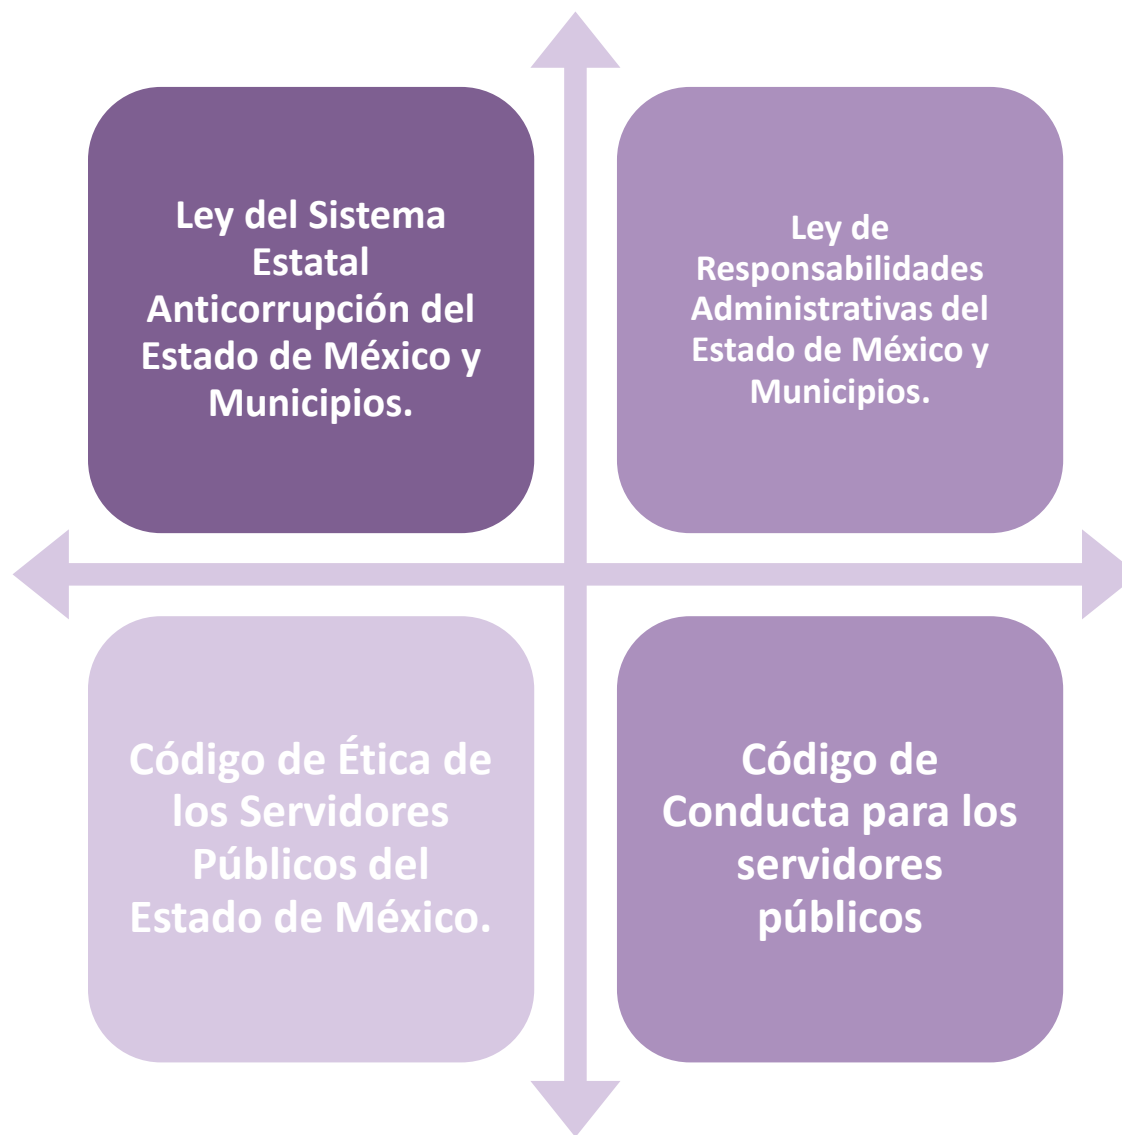 Ley del Sistema
Estatal
Anticorrupción del
Estado de México y
Municipios.
Ley de
Responsabilidades
Administrativas del
Estado de México y
Municipios.
Código de Ética de
los Servidores
Públicos del
Estado de México.
Código de
Conducta para los
servidores
públicos